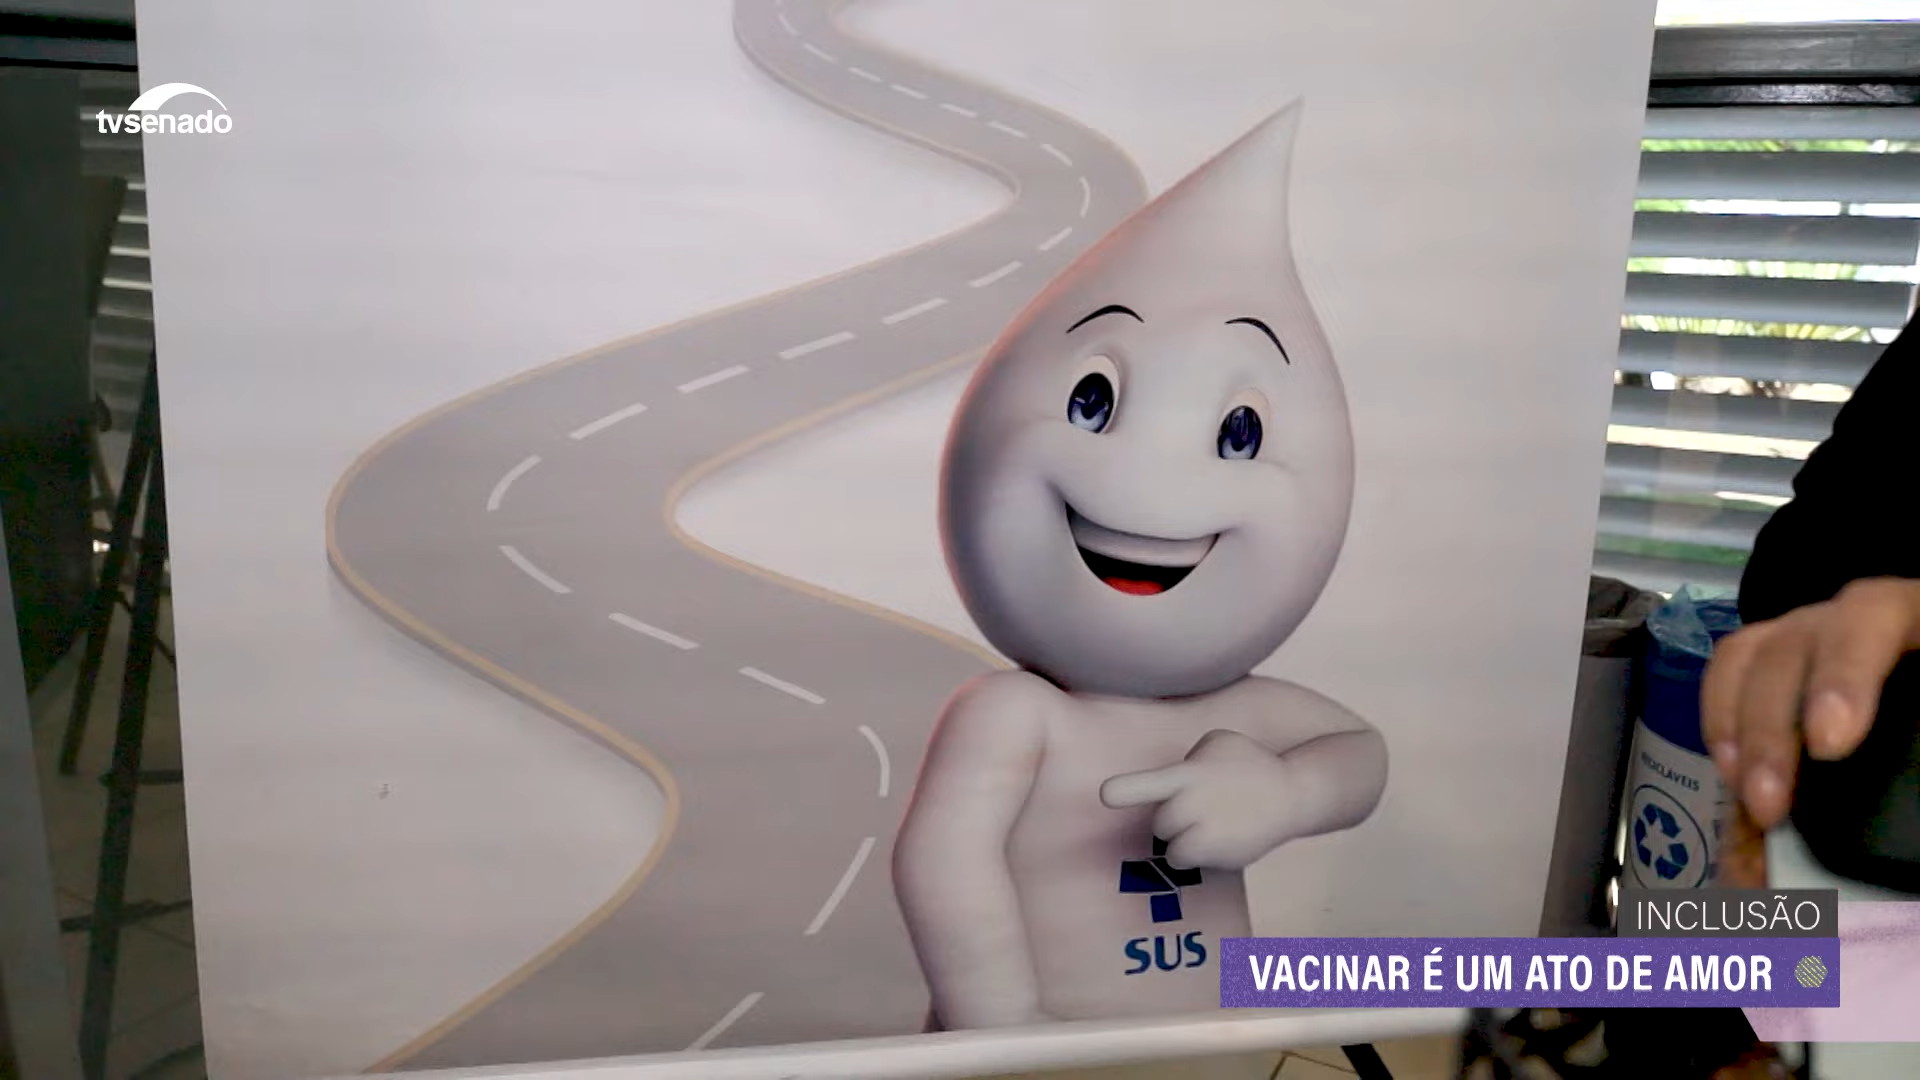 tvsenado
RECICLÁVEIS
SUS
INCLUSÃO
VACINAR É UM ATO DE AMOR